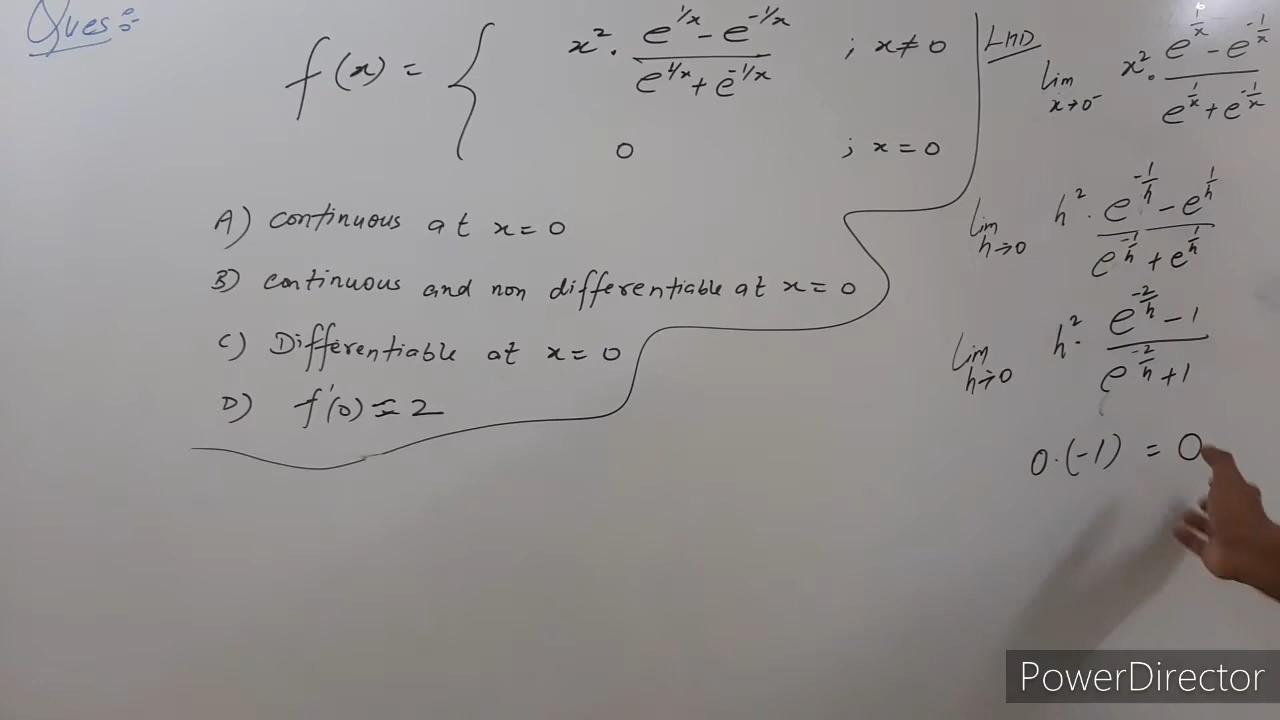 Ques :-
f(x) = { x² · (e^{1/x} - e^{-1/x}) / (e^{1/x} + e^{-1/x}) ; x ≠ 0
0 ; x = 0
A) continuous at x = 0
B) continuous and non differentiable at x = 0
C) Differentiable at x = 0
D) f'(0) = 2
LHD
lim x→0⁻ x² · (e^{1/x} - e^{-1/x}) / (e^{1/x} + e^{-1/x})
lim h→0 h² · (e^{-1/h} - e^{1/h}) / (e^{-1/h} + e^{1/h})
lim h→0 h² · (e^{-2/h} - 1) / (e^{-2/h} + 1)
0 · (-1) = 0
PowerDirector